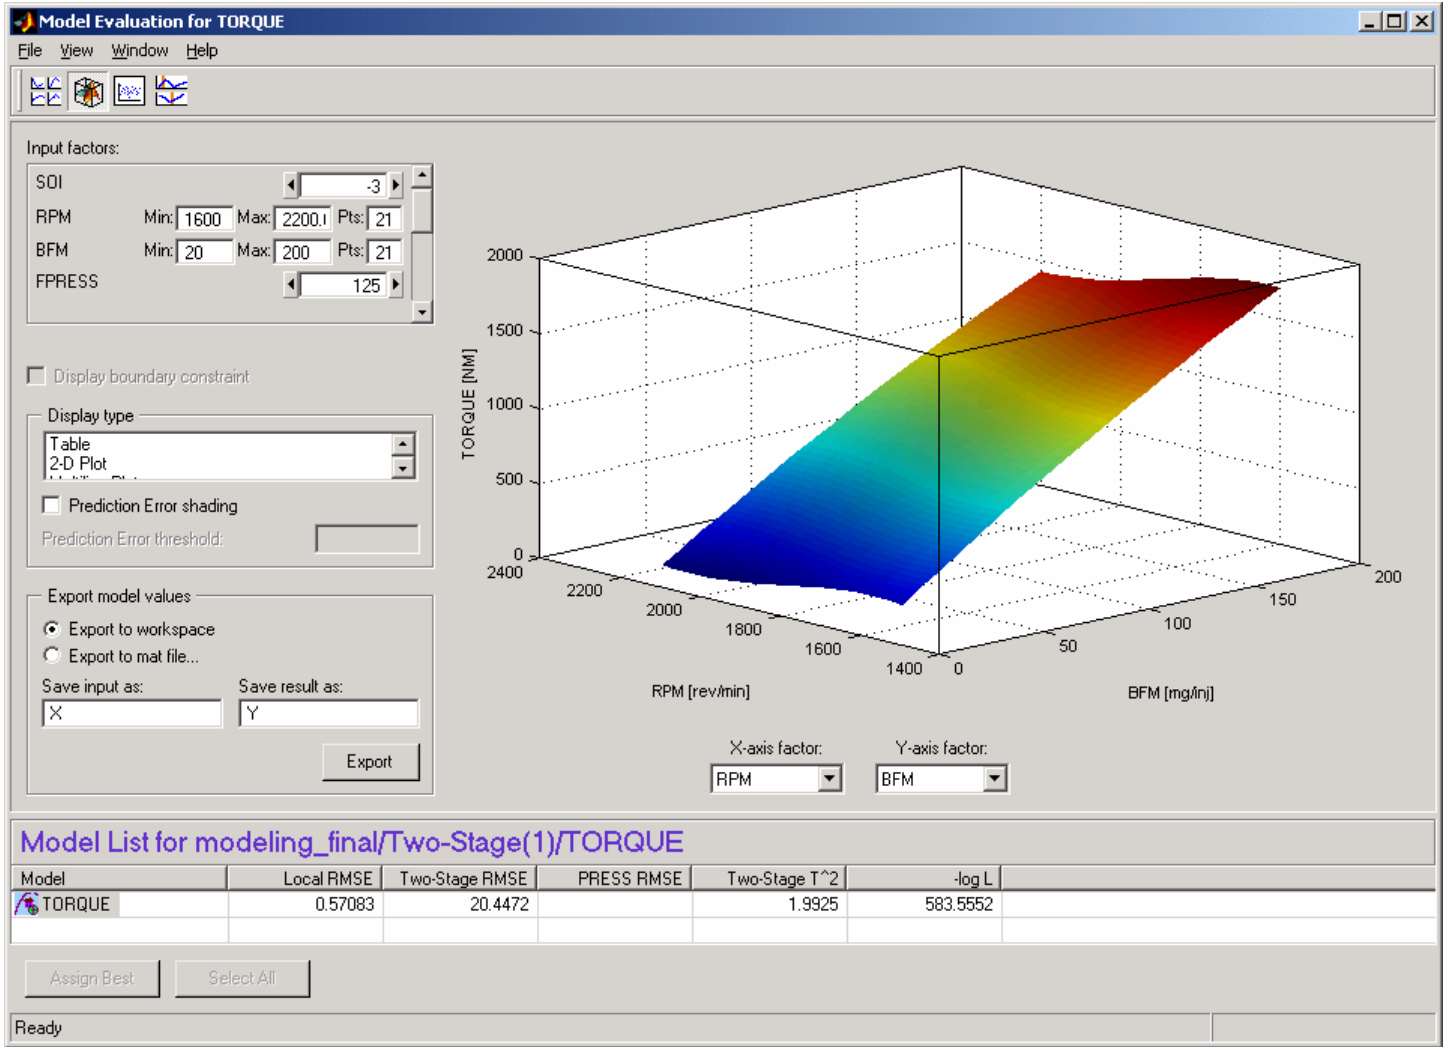 Model Evaluation for TORQUE
File View Window Help
Input factors:
SOI -3
RPM Min: 1600 Max: 2200. Pts: 21
BFM Min: 20 Max: 200 Pts: 21
FPRESS 125
Display boundary constraint
Display type
Table
2-D Plot
Prediction Error shading
Prediction Error threshold:
Export model values
Export to workspace
Export to mat file...
Save input as: Save result as:
X Y
Export
TORQUE [NM]
2000
1500
1000
500
0
2400
2200
2000
1800
1600
1400
0
50
100
150
200
RPM [rev/min]
BFM [mg/inj]
X-axis factor: Y-axis factor:
RPM BFM
Model List for modeling_final/Two-Stage(1)/TORQUE
Model Local RMSE Two-Stage RMSE PRESS RMSE Two-Stage T^2 -log L
TORQUE 0.57083 20.4472 1.9925 583.5552
Assign Best Select All
Ready